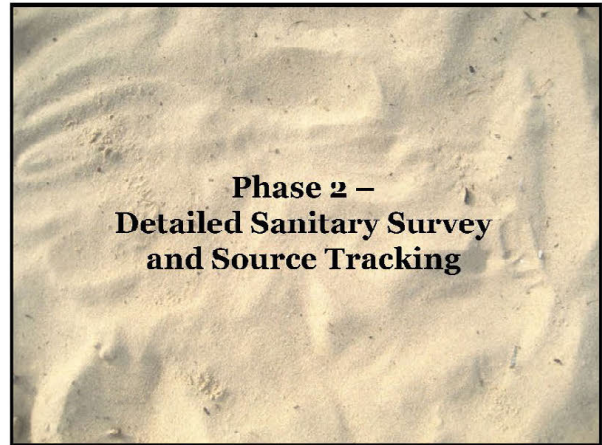 Phase 2 –
Detailed Sanitary Survey
and Source Tracking